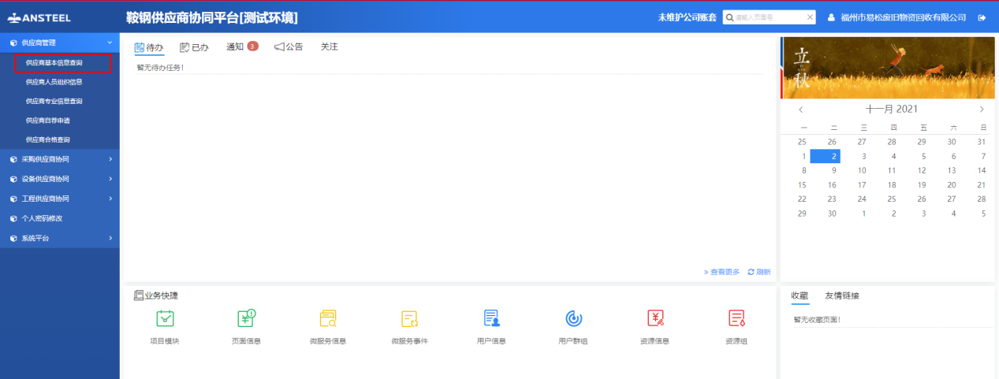 ANSTEEL
鞍钢供应商协同平台[测试环境]
未维护公司账套
请输入页面号
福州市易松废旧物资回收有限公司
供应商管理
供应商基本信息查询
供应商人员组织信息
供应商专业信息查询
供应商自荐申请
供应商合格查询
采购供应商协同
设备供应商协同
工程供应商协同
个人密码修改
系统平台
待办 已办 通知 3 公告 关注
暂无待办任务!
» 查看更多 刷新
立秋
十一月 2021
一 二 三 四 五 六 日
25 26 27 28 29 30 31
1 2 3 4 5 6 7
8 9 10 11 12 13 14
15 16 17 18 19 20 21
22 23 24 25 26 27 28
29 30 1 2 3 4 5
业务快捷
项目模块 页面信息 微服务信息 微服务事件 用户信息 用户群组 资源信息 资源组
收藏 友情链接
暂无收藏页面!